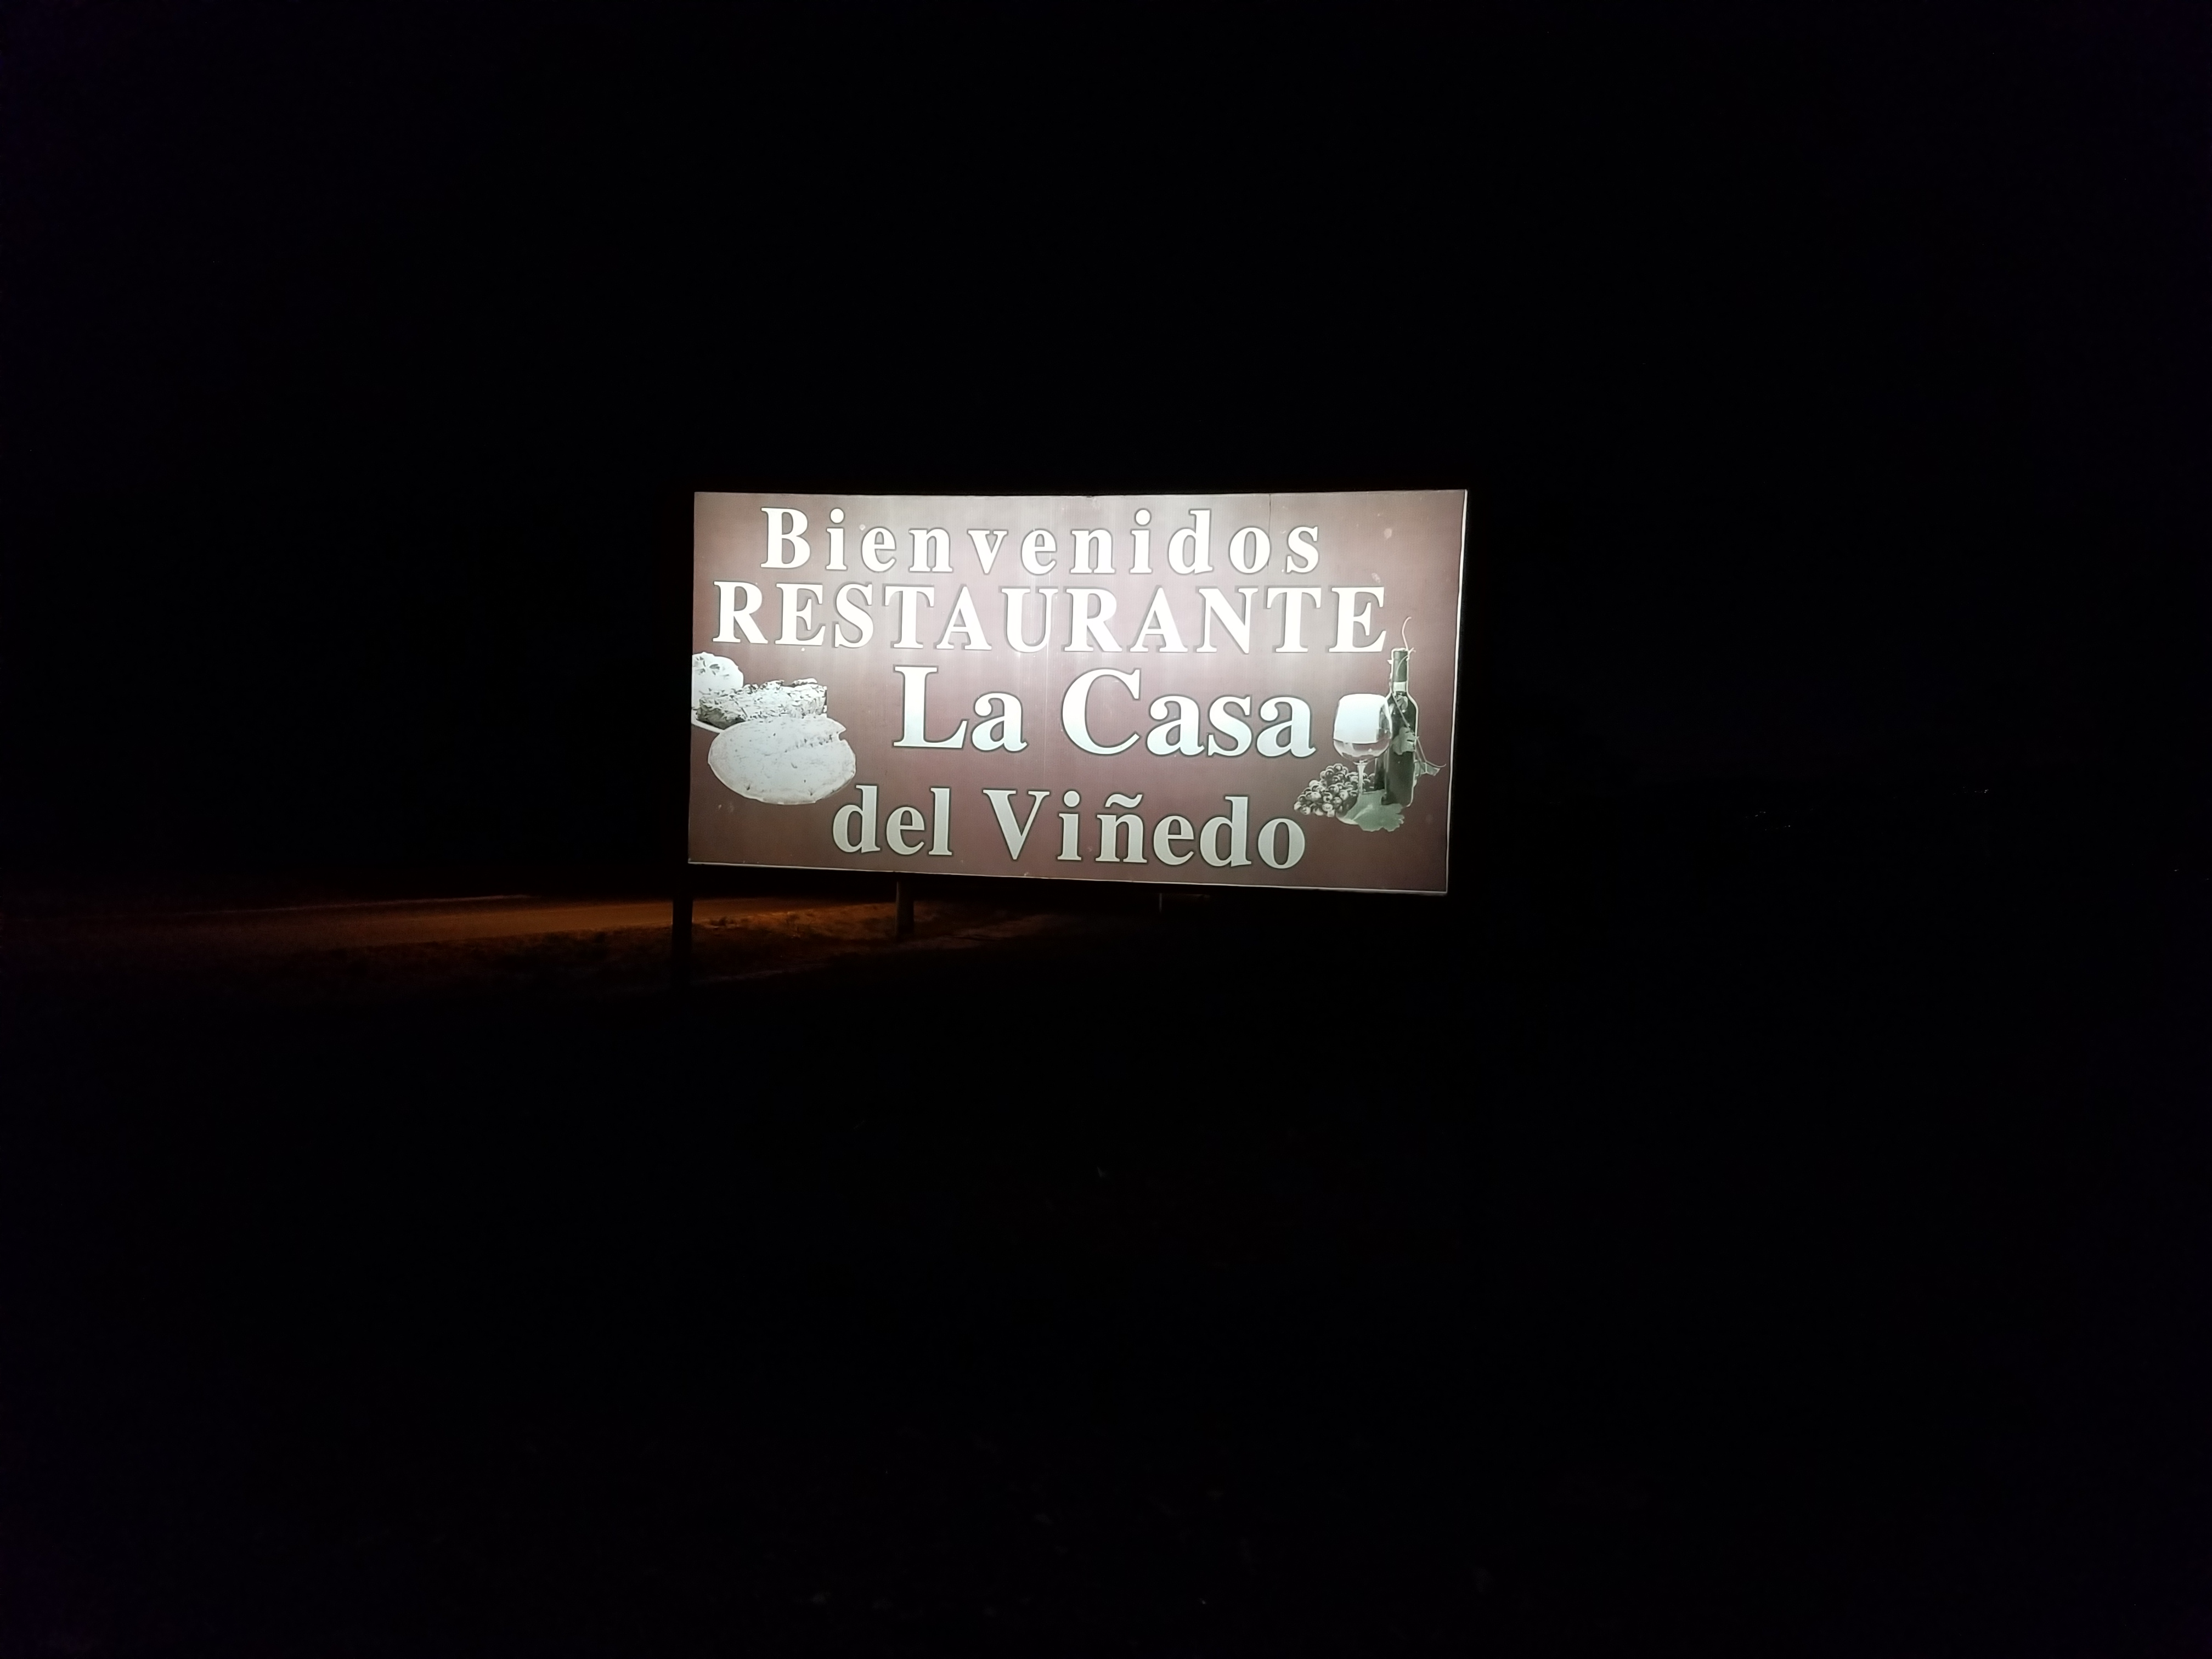 Bienvenidos
RESTAURANTE
La Casa
del Viñedo